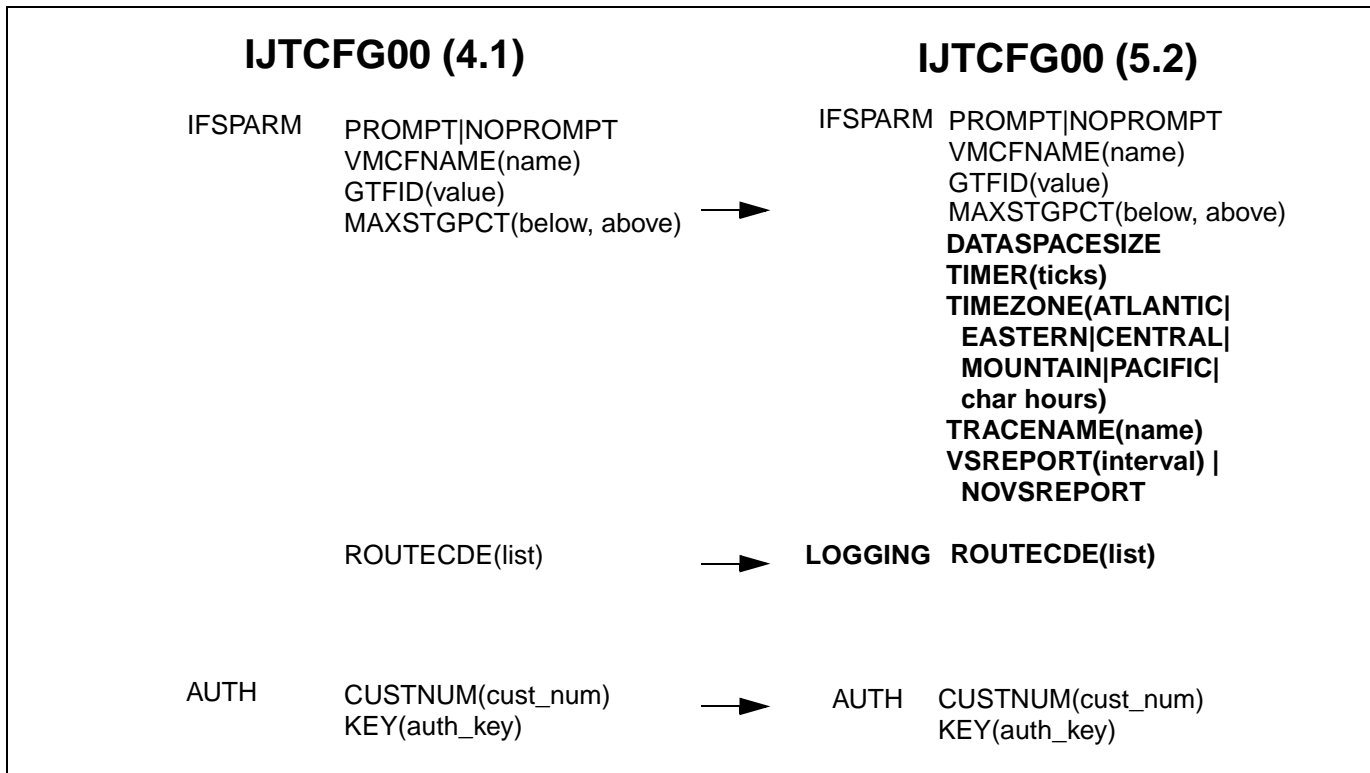 IJTCFG00 (4.1)
IFSPARM PROMPT|NOPROMPT
VMCFNAME(name)
GTFID(value)
MAXSTGPCT(below, above)
ROUTECDE(list)
AUTH CUSTNUM(cust_num)
KEY(auth_key)
IJTCFG00 (5.2)
IFSPARM PROMPT|NOPROMPT
VMCFNAME(name)
GTFID(value)
MAXSTGPCT(below, above)
DATASPACESIZE
TIMER(ticks)
TIMEZONE(ATLANTIC|
EASTERN|CENTRAL|
MOUNTAIN|PACIFIC|
char hours)
TRACENAME(name)
VSREPORT(interval) |
NOVSREPORT
LOGGING ROUTECDE(list)
AUTH CUSTNUM(cust_num)
KEY(auth_key)